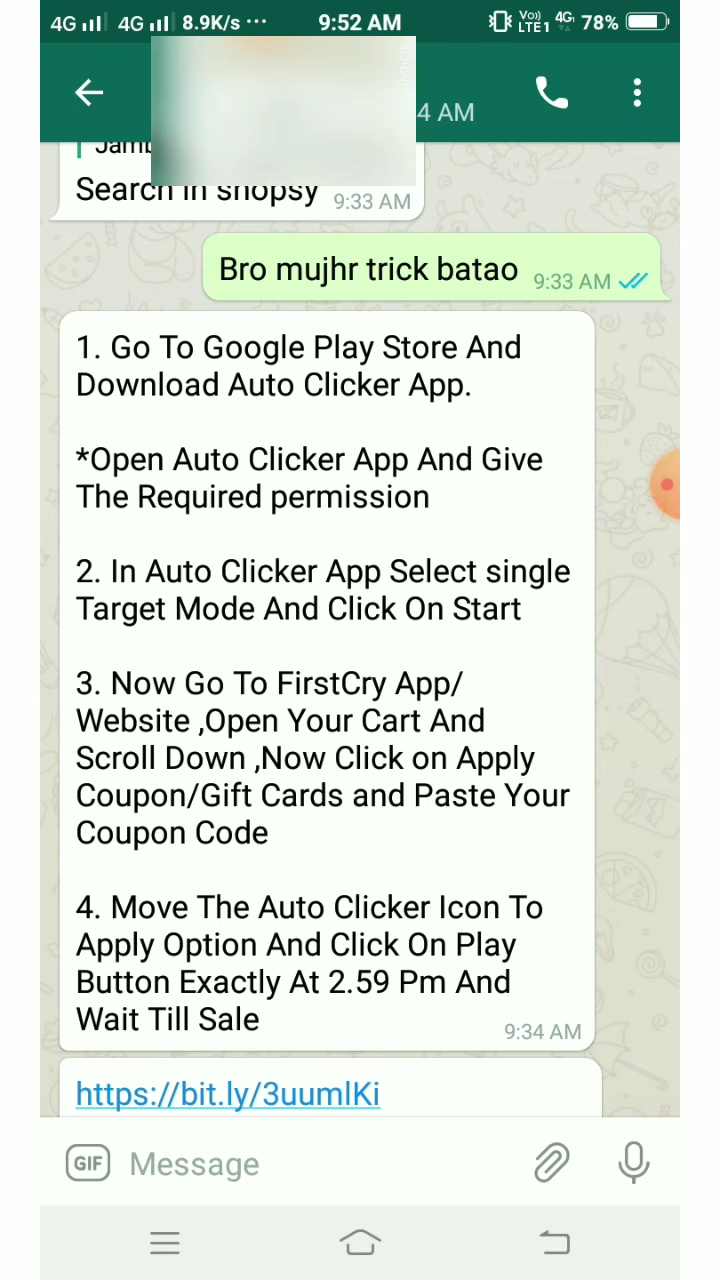 4G 4G 8.9K/s ··· 9:52 AM Vo) LTE1 4G 78%
4 AM
Search in shopsy 9:33 AM
Bro mujhr trick batao 9:33 AM
1. Go To Google Play Store And
Download Auto Clicker App.
*Open Auto Clicker App And Give
The Required permission
2. In Auto Clicker App Select single
Target Mode And Click On Start
3. Now Go To FirstCry App/
Website ,Open Your Cart And
Scroll Down ,Now Click on Apply
Coupon/Gift Cards and Paste Your
Coupon Code
4. Move The Auto Clicker Icon To
Apply Option And Click On Play
Button Exactly At 2.59 Pm And
Wait Till Sale
9:34 AM
https://bit.ly/3uumlKi
GIF Message